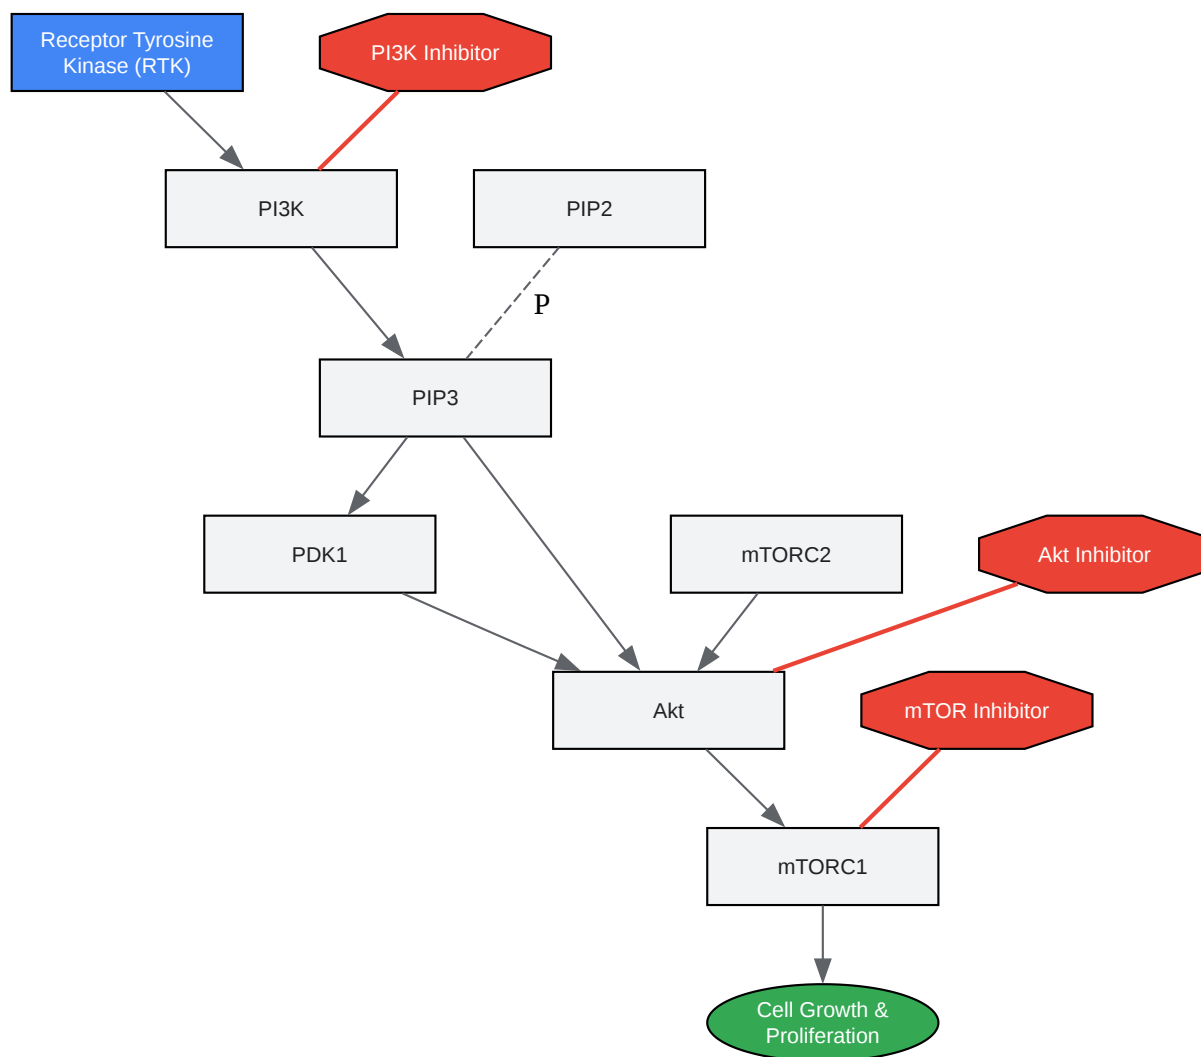 Receptor Tyrosine
Kinase (RTK)
PI3K Inhibitor
PI3K
PIP2
P
PIP3
PDK1
mTORC2
Akt Inhibitor
Akt
mTOR Inhibitor
mTORC1
Cell Growth &
Proliferation